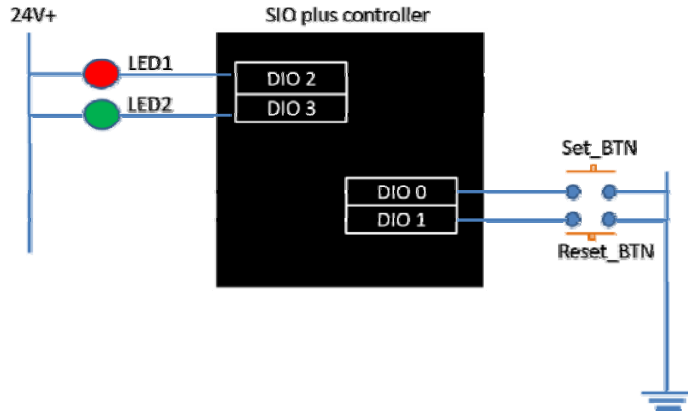 24V+
SIO plus controller
LED1
DIO 2
LED2
DIO 3
Set_BTN
DIO 0
DIO 1
Reset_BTN